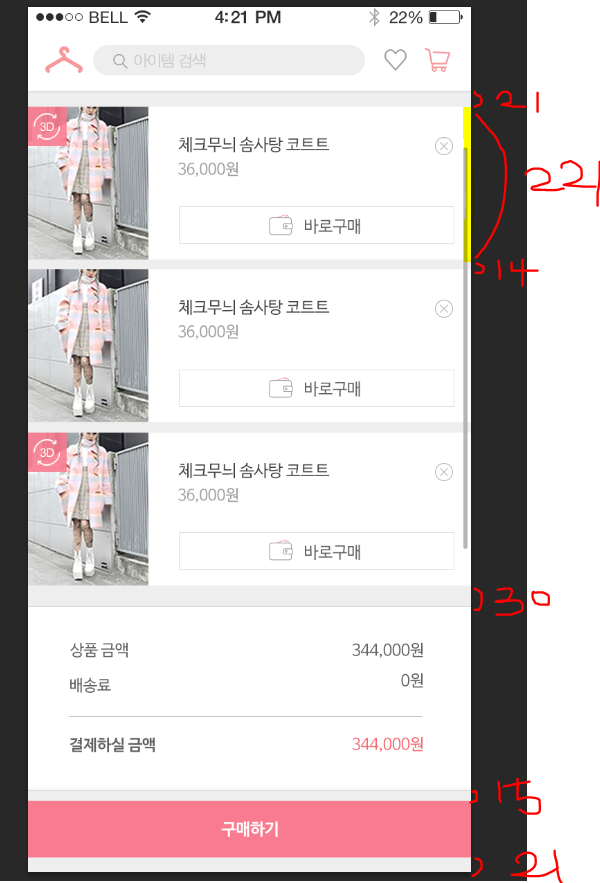 ●●●○○ BELL 4:21 PM 22%
아이템 검색
21
3D
체크무늬 솜사탕 코트트
36,000원
바로구매
221
14
체크무늬 솜사탕 코트트
36,000원
바로구매
3D
체크무늬 솜사탕 코트트
36,000원
바로구매
30
상품 금액 344,000원
배송료 0원
결제하실 금액 344,000원
15
구매하기
21